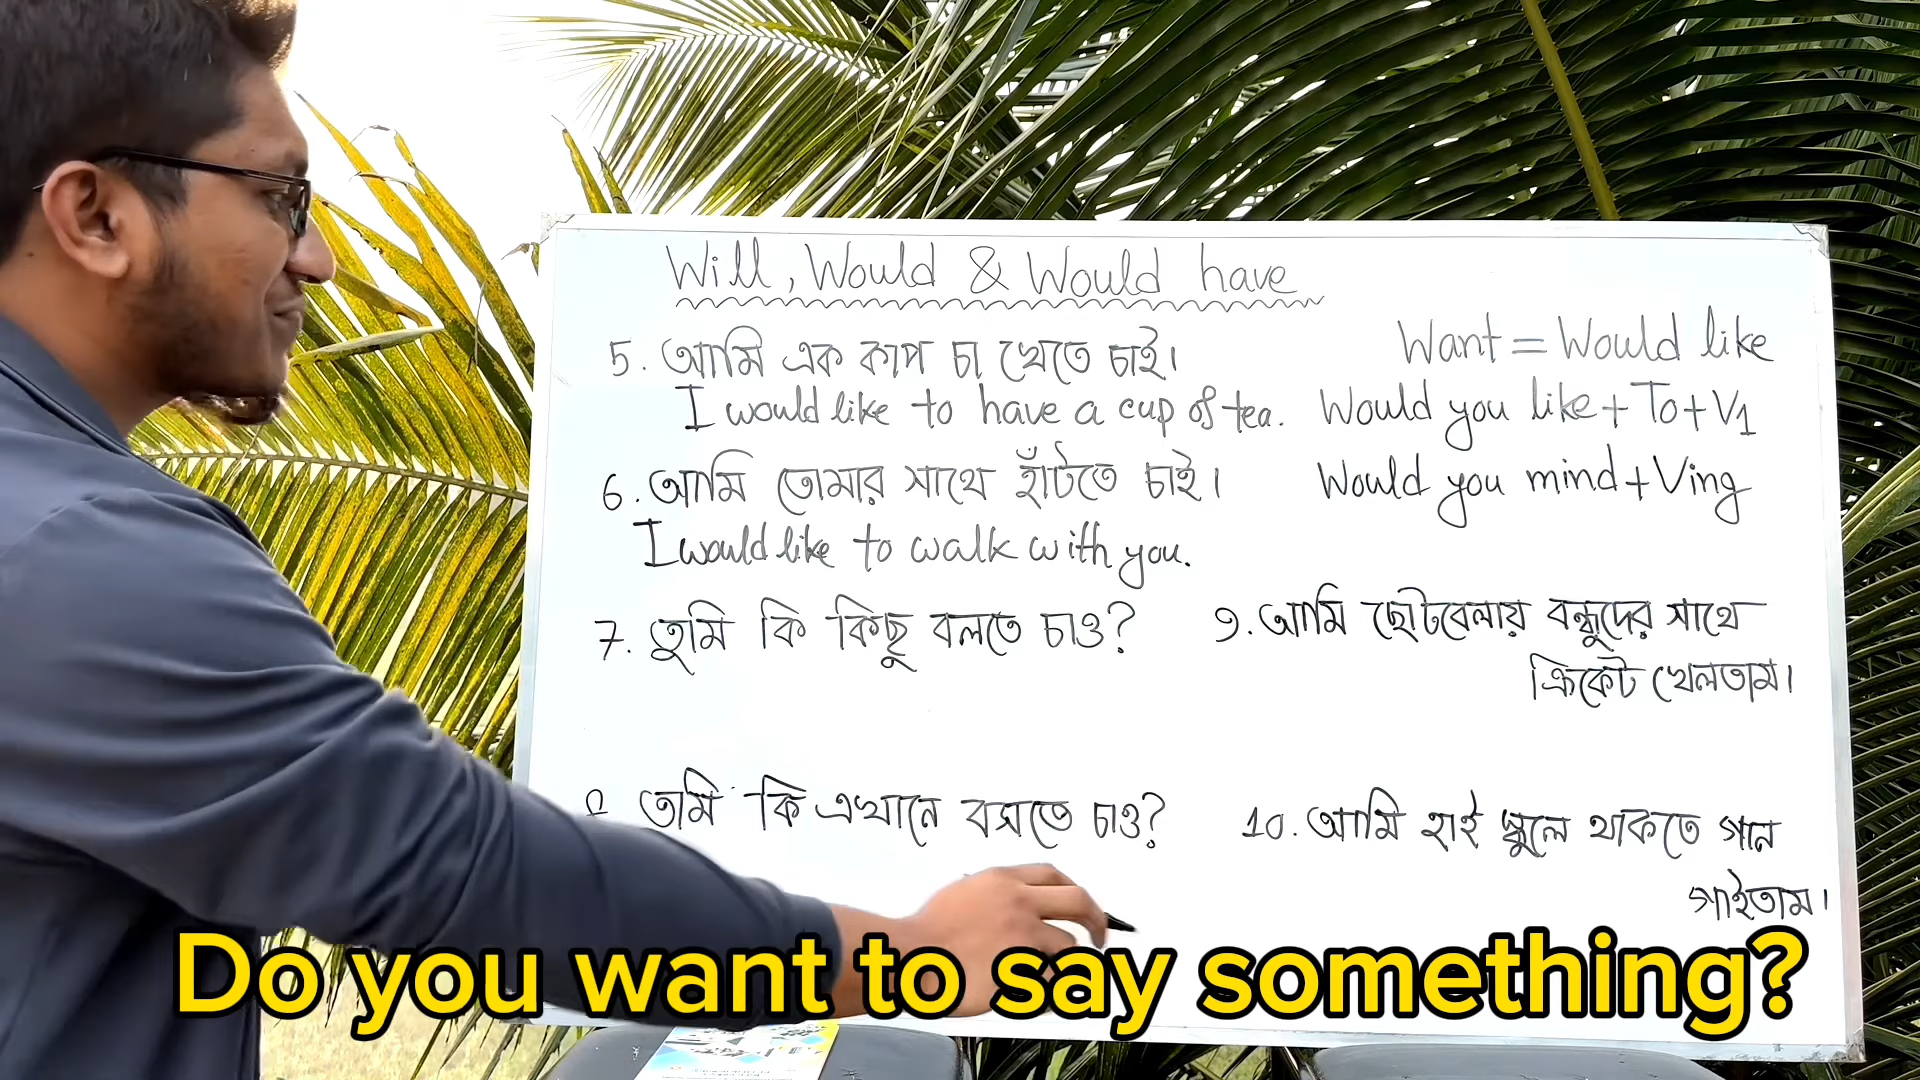 Will, Would & Would have
5. আমি এক কাপ চা খেতে চাই।
I would like to have a cup of tea.
6. আমি তোমার সাথে হাঁটতে চাই।
I would like to walk with you.
7. তুমি কি কিছু বলতে চাও?
তুমি কি এখানে বসতে চাও?
Want = Would like
Would you like + To + V1
Would you mind + Ving
9. আমি ছোটবেলায় বন্ধুদের সাথে
ক্রিকেট খেলতাম।
10. আমি হাই স্কুলে থাকতে গান
গাইতাম।
Do you want to say something?